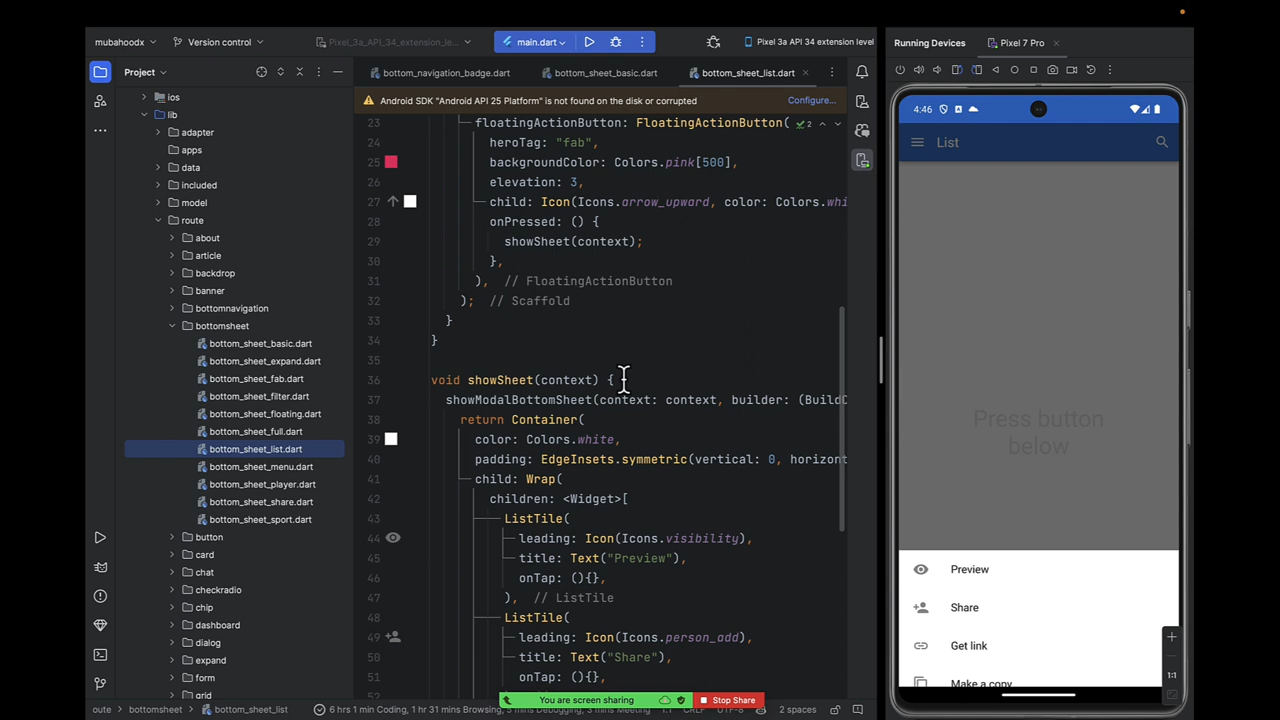 mubahoodx
Version control
Pixel_3a_API_34_extension_le
main.dart
Pixel 3a API 34 extension level
Running Devices
Pixel 7 Pro
Project
bottom_navigation_badge.dart
bottom_sheet_basic.dart
bottom_sheet_list.dart
Android SDK "Android API 25 Platform" is not found on the disk or corrupted
Configure...
ios
lib
adapter
apps
data
included
model
route
about
article
backdrop
banner
bottomnavigation
bottomsheet
bottom_sheet_basic.dart
bottom_sheet_expand.dart
bottom_sheet_fab.dart
bottom_sheet_filter.dart
bottom_sheet_floating.dart
bottom_sheet_full.dart
bottom_sheet_list.dart
bottom_sheet_menu.dart
bottom_sheet_player.dart
bottom_sheet_share.dart
bottom_sheet_sport.dart
button
card
chat
checkradio
chip
dashboard
dialog
expand
form
grid
23 floatingActionButton: FloatingActionButton( 2
24 heroTag: "fab",
25 backgroundColor: Colors.pink[500],
26 elevation: 3,
27 child: Icon(Icons.arrow_upward, color: Colors.whi
28 onPressed: () {
29 showSheet(context);
30 },
31 ), // FloatingActionButton
32 ); // Scaffold
33 }
34 }
35
36 void showSheet(context) {
37 showModalBottomSheet(context: context, builder: (BuildC
38 return Container(
39 color: Colors.white,
40 padding: EdgeInsets.symmetric(vertical: 0, horizont
41 child: Wrap(
42 children: <Widget>[
43 ListTile(
44 leading: Icon(Icons.visibility),
45 title: Text("Preview"),
46 onTap: (){},
47 ), // ListTile
48 ListTile(
49 leading: Icon(Icons.person_add),
50 title: Text("Share"),
51 onTap: (){},
4:46
List
Press button
below
Preview
Share
Get link
Make a copy
1:1
You are screen sharing
Stop Share
oute
bottomsheet
bottom_sheet_list
6 hrs 1 min Coding, 1 hr 31 mins Browsing,
2 spaces